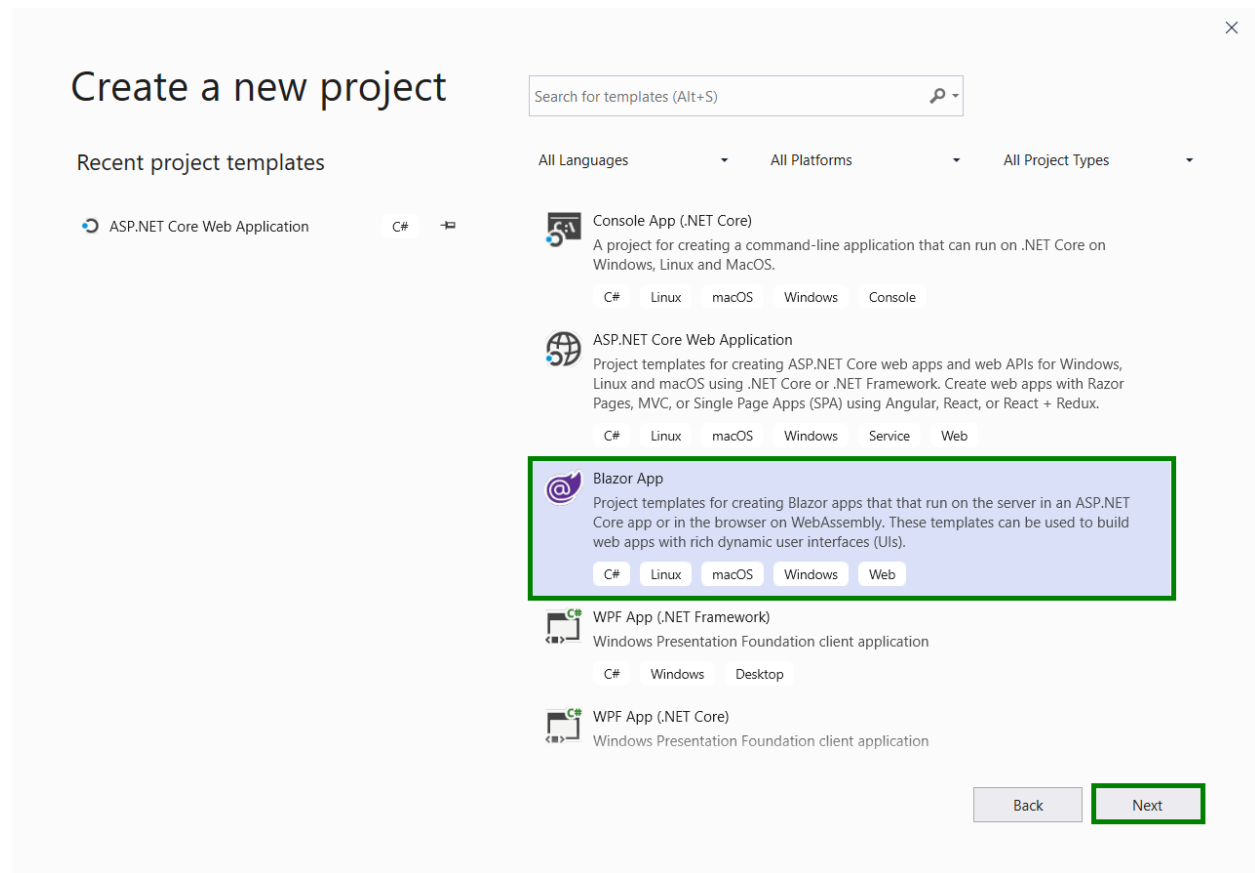 Create a new project
Search for templates (Alt+S)
Recent project templates
All Languages
All Platforms
All Project Types
ASP.NET Core Web Application
C#
Console App (.NET Core)
A project for creating a command-line application that can run on .NET Core on
Windows, Linux and MacOS.
C# Linux macOS Windows Console
ASP.NET Core Web Application
Project templates for creating ASP.NET Core web apps and web APIs for Windows,
Linux and macOS using .NET Core or .NET Framework. Create web apps with Razor
Pages, MVC, or Single Page Apps (SPA) using Angular, React, or React + Redux.
C# Linux macOS Windows Service Web
Blazor App
Project templates for creating Blazor apps that that run on the server in an ASP.NET
Core app or in the browser on WebAssembly. These templates can be used to build
web apps with rich dynamic user interfaces (UIs).
C# Linux macOS Windows Web
WPF App (.NET Framework)
Windows Presentation Foundation client application
C# Windows Desktop
WPF App (.NET Core)
Windows Presentation Foundation client application
Back
Next